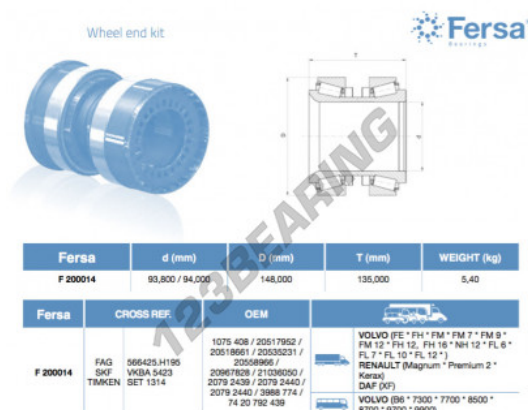 Wheel end kit
Fersa
Bearings
T
D
d
123BEARING
Fersa d (mm) D (mm) T (mm) WEIGHT (kg)
F 200014 93,800 / 94,000 148,000 135,000 5,40
Fersa CROSS REF. OEM
F 200014
FAG 566425.H195
SKF VKBA 5423
TIMKEN SET 1314
1075 408 / 20517952 /
20518661 / 20535231 /
20558966 /
20967828 / 21036050 /
2079 2439 / 2079 2440 /
2079 2440 / 3988 774 /
74 20 792 439
VOLVO (FE * FH * FM * FM 7 * FM 9 *
FM 12 * FH 12, FH 16 * NH 12 * FL 6 *
FL 7 * FL 10 * FL 12 * )
RENAULT (Magnum * Premium 2 *
Kerax)
DAF (XF)
VOLVO (B6 * 7300 * 7700 * 8500 *
8700 * 9700 * 9900)